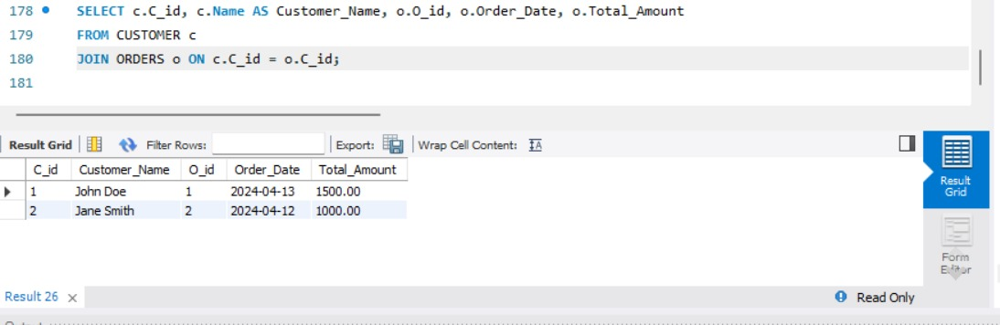 178 SELECT c.C_id, c.Name AS Customer_Name, o.O_id, o.Order_Date, o.Total_Amount
179 FROM CUSTOMER c
180 JOIN ORDERS o ON c.C_id = o.C_id;
181
Result Grid Filter Rows: Export: Wrap Cell Content:
C_id Customer_Name O_id Order_Date Total_Amount
1 John Doe 1 2024-04-13 1500.00
2 Jane Smith 2 2024-04-12 1000.00
Result
Grid
Form
Editor
Result 26 Read Only